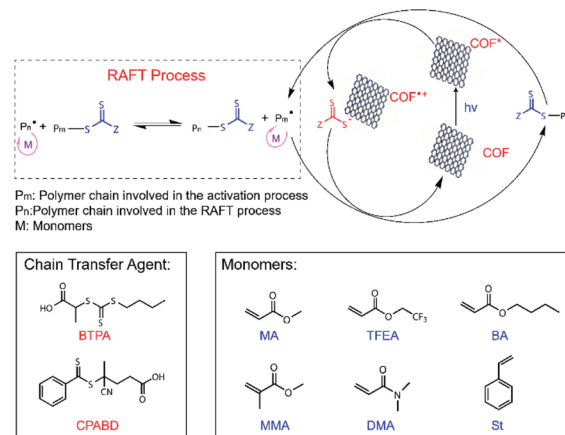 RAFT Process
COF*
COF*+
hν
COF
Pn• + Pm S S Z
Pn S S Z + Pm•
M
M
S
Z S-
S
Z S-P
Pm: Polymer chain involved in the activation process
Pn:Polymer chain involved in the RAFT process
M: Monomers
Chain Transfer Agent:
HO O S S S
BTPA
S S CN O OH
CPABD
Monomers:
O O
MA
O O CF3
TFEA
O O
BA
O O
MMA
O N
DMA
St